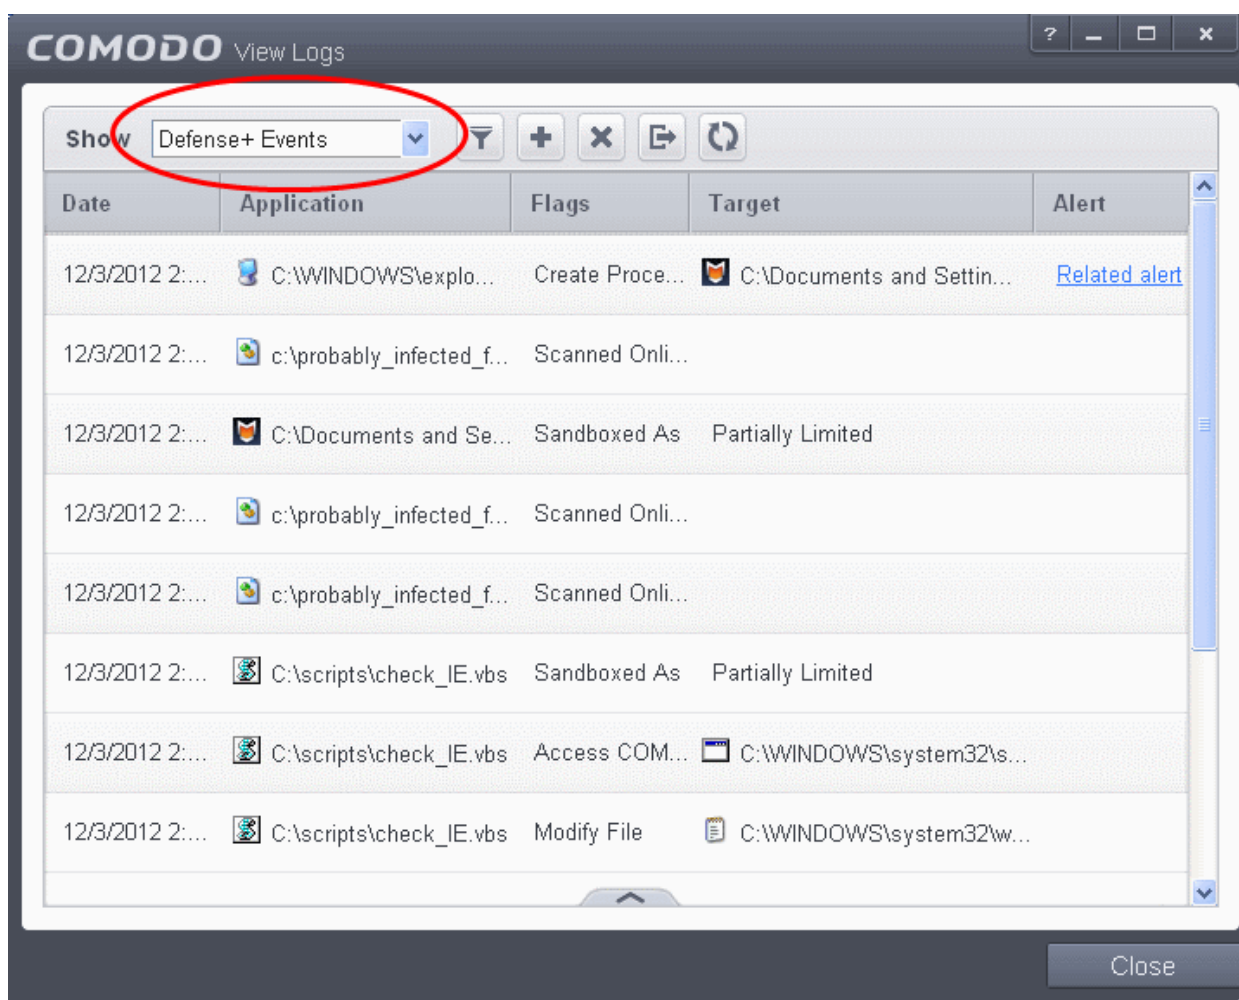 COMODO View Logs ?
Show Defense+ Events
Date Application Flags Target Alert
12/3/2012 2:... C:\WINDOWS\explo... Create Proce... C:\Documents and Settin... Related alert
12/3/2012 2:... c:\probably_infected_f... Scanned Onli...
12/3/2012 2:... C:\Documents and Se... Sandboxed As Partially Limited
12/3/2012 2:... c:\probably_infected_f... Scanned Onli...
12/3/2012 2:... c:\probably_infected_f... Scanned Onli...
12/3/2012 2:... C:\scripts\check_IE.vbs Sandboxed As Partially Limited
12/3/2012 2:... C:\scripts\check_IE.vbs Access COM... C:\WINDOWS\system32\s...
12/3/2012 2:... C:\scripts\check_IE.vbs Modify File C:\WINDOWS\system32\w...
Close